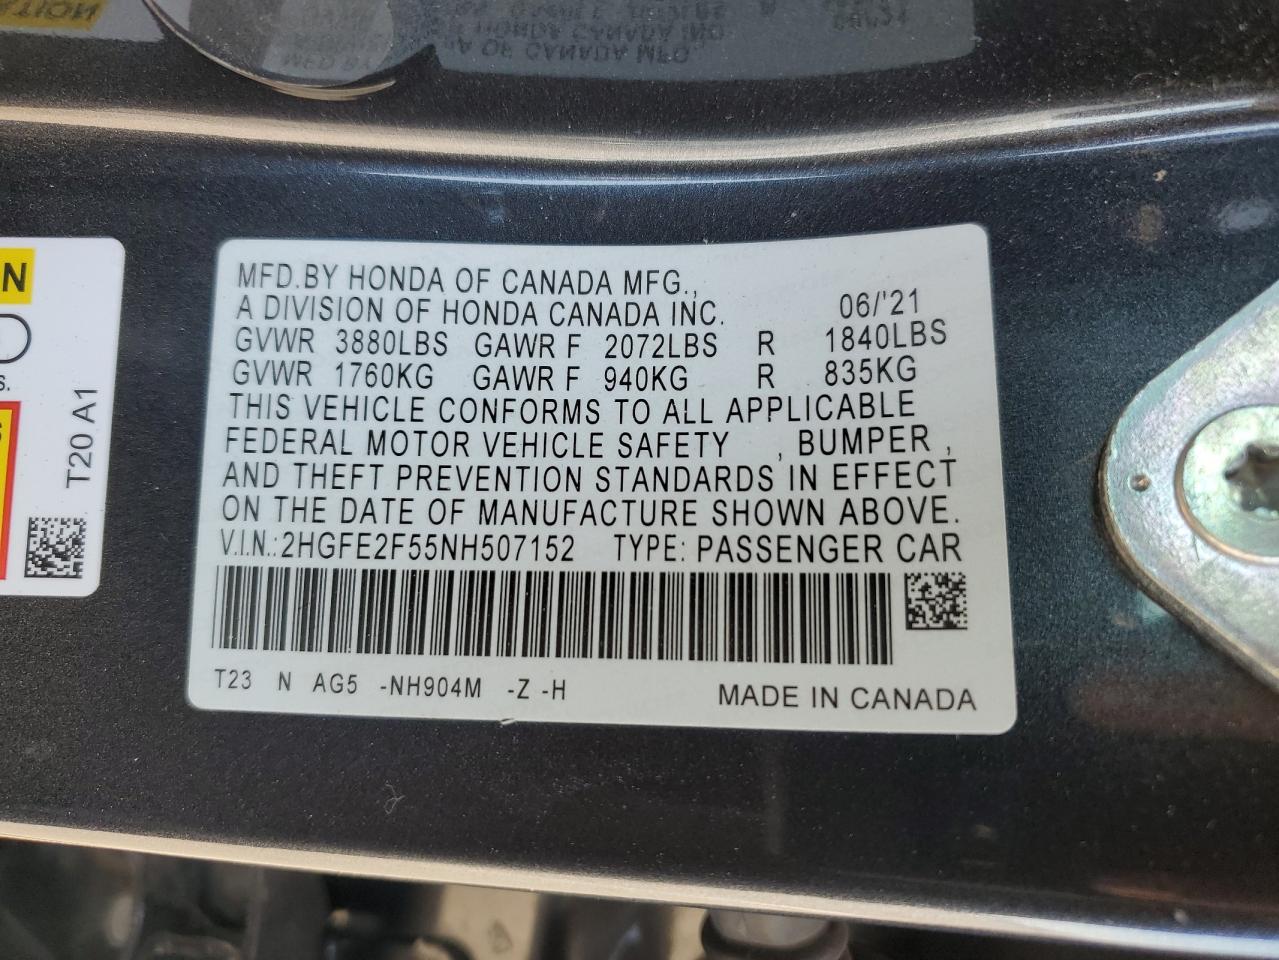 MFD.BY HONDA OF CANADA MFG.,
A DIVISION OF HONDA CANADA INC. 06/'21
GVWR 3880LBS GAWR F 2072LBS R 1840LBS
GVWR 1760KG GAWR F 940KG R 835KG
THIS VEHICLE CONFORMS TO ALL APPLICABLE
FEDERAL MOTOR VEHICLE SAFETY , BUMPER ,
AND THEFT PREVENTION STANDARDS IN EFFECT
ON THE DATE OF MANUFACTURE SHOWN ABOVE.
V.I.N.: 2HGFE2F55NH507152 TYPE: PASSENGER CAR
T23 N AG5 -NH904M -Z -H MADE IN CANADA
T20 A1
N
s.